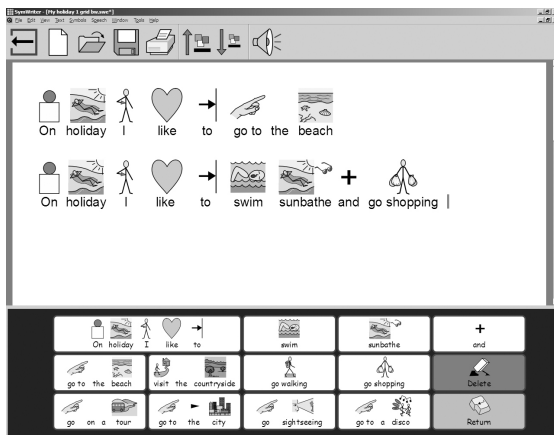 SymWriter - [My holiday 1 grid bw.swe*]
File Edit View Text Symbols Speech Window Tools Help
On holiday I like to go to the beach
On holiday I like to swim sunbathe and go shopping
On holiday I like to
swim
sunbathe
and
go to the beach
visit the countryside
go walking
go shopping
Delete
go on a tour
go to the city
go sightseeing
go to a disco
Return